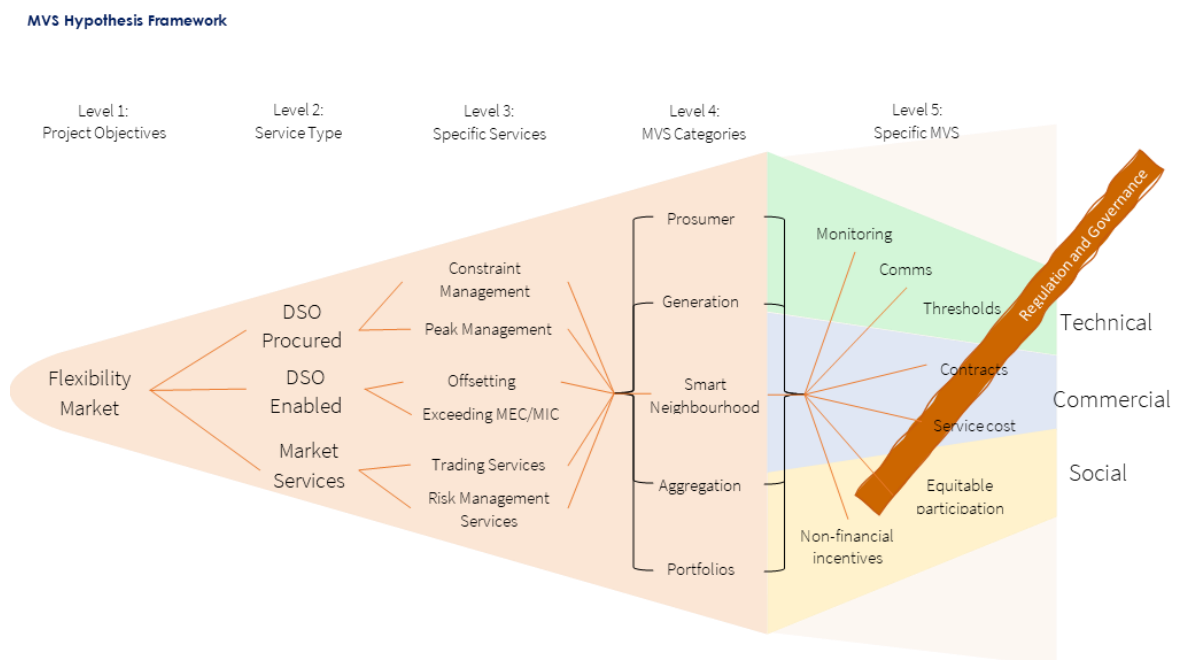 MVS Hypothesis Framework
Level 1:
Project Objectives
Level 2:
Service Type
Level 3:
Specific Services
Level 4:
MVS Categories
Level 5:
Specific MVS
Flexibility
Market
DSO
Procured
DSO
Enabled
Market
Services
Constraint
Management
Peak Management
Offsetting
Exceeding MEC/MIC
Trading Services
Risk Management
Services
Prosumer
Generation
Smart
Neighbourhood
Aggregation
Portfolios
Monitoring
Comms
Thresholds
Contracts
Service cost
Equitable
participation
Non-financial
incentives
Regulation and Governance
Technical
Commercial
Social